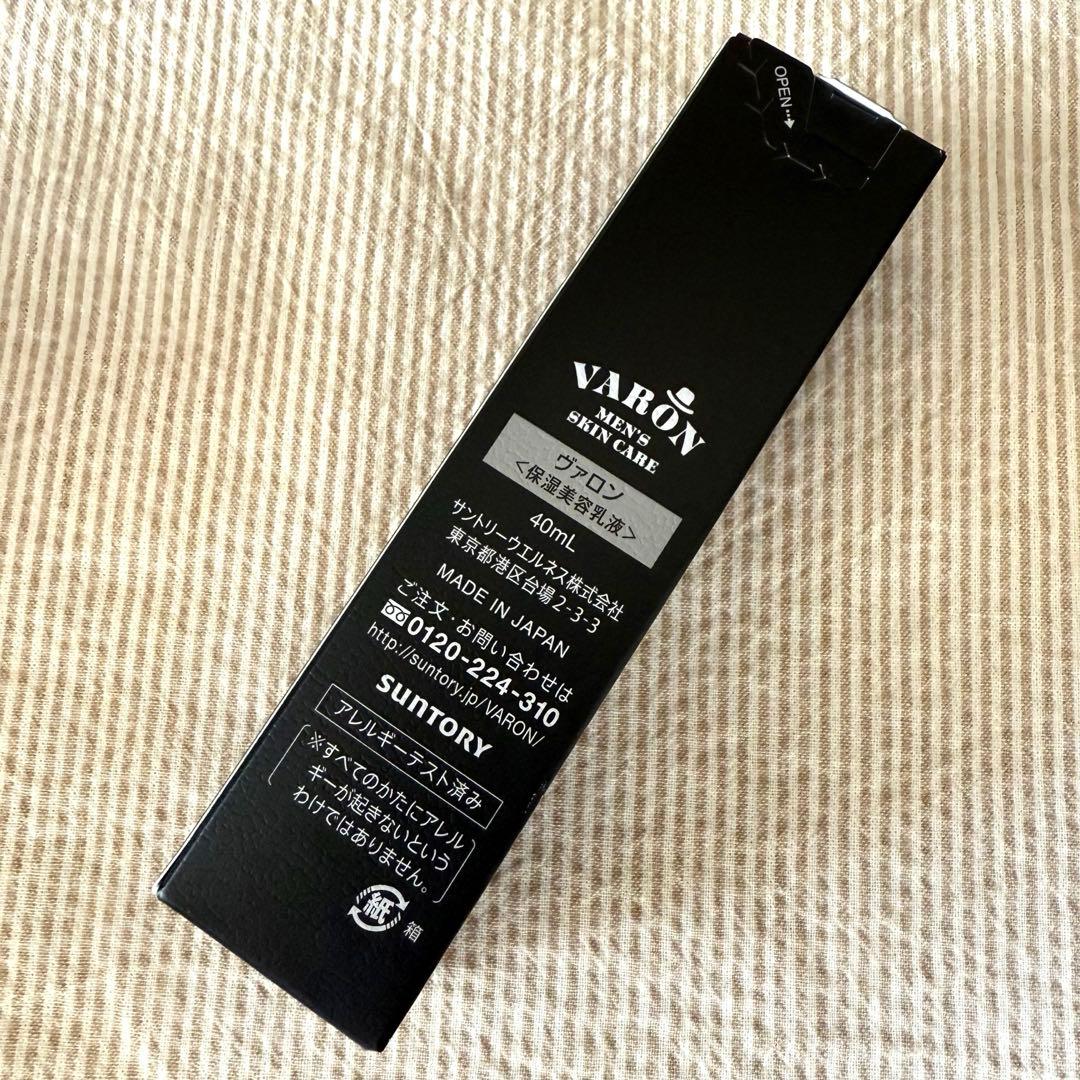 OPEN
VARON
MEN'S
SKIN CARE
ヴァロン
<保湿美容乳液>
40mL
サントリーウエルネス株式会社
東京都港区台場2-3-3
MADE IN JAPAN
ご注文・お問い合わせは
0120-224-310
http://suntory.jp/VARON/
SUNTORY
アレルギーテスト済み
※すべてのかたにアレル
ギーが起きないという
わけではありません。
紙
箱